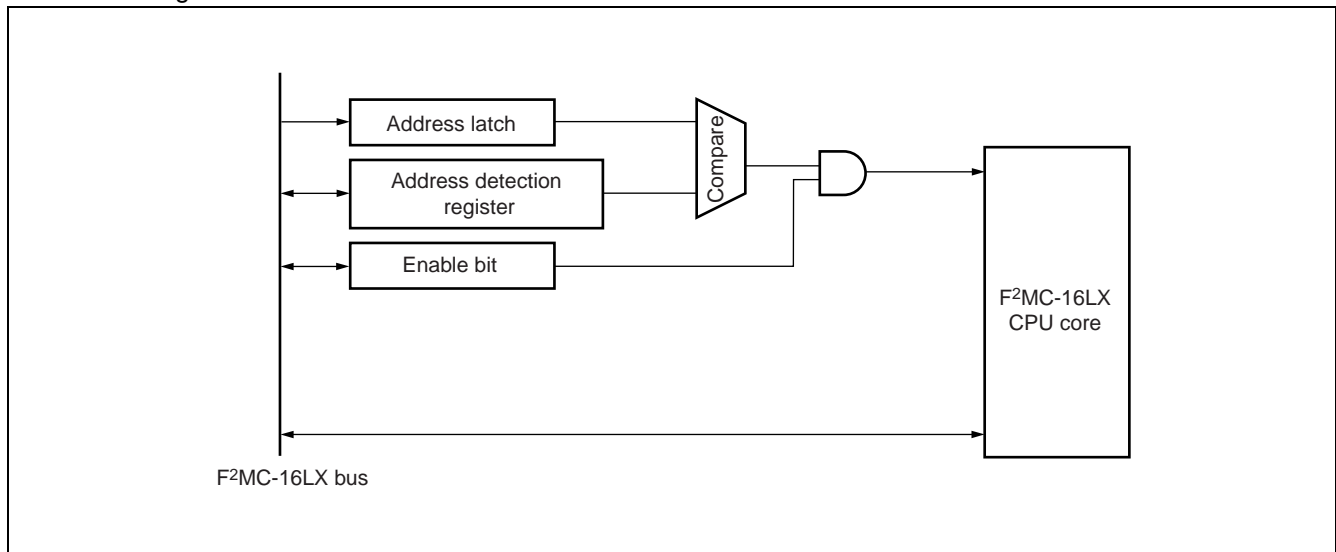 Address latch
Address detection
register
Enable bit
Compare
F²MC-16LX
CPU core
F²MC-16LX bus